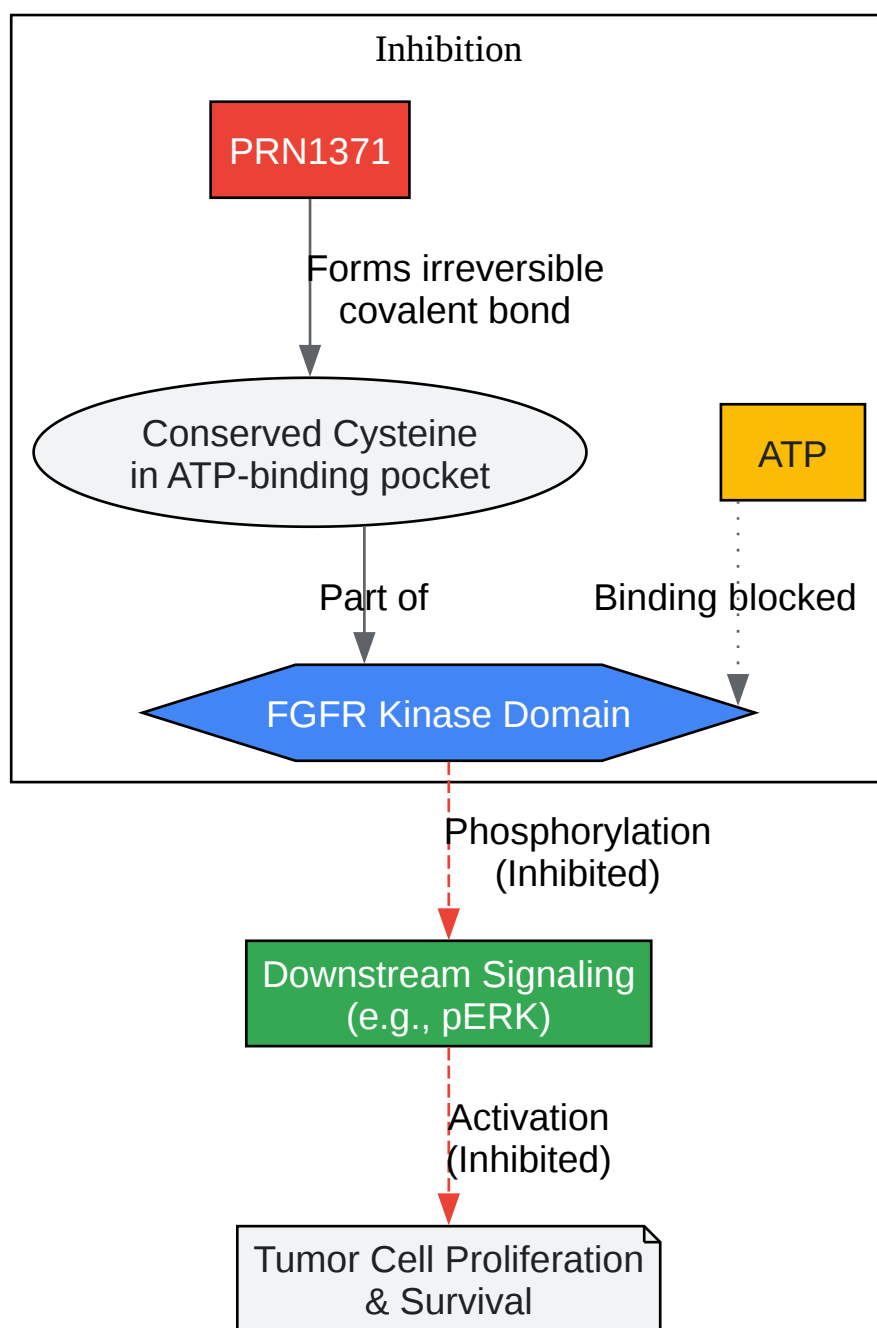 Inhibition
PRN1371
Forms irreversible
covalent bond
Conserved Cysteine
in ATP-binding pocket
ATP
Part of
Binding blocked
FGFR Kinase Domain
Phosphorylation
(Inhibited)
Downstream Signaling
(e.g., pERK)
Activation
(Inhibited)
Tumor Cell Proliferation
& Survival